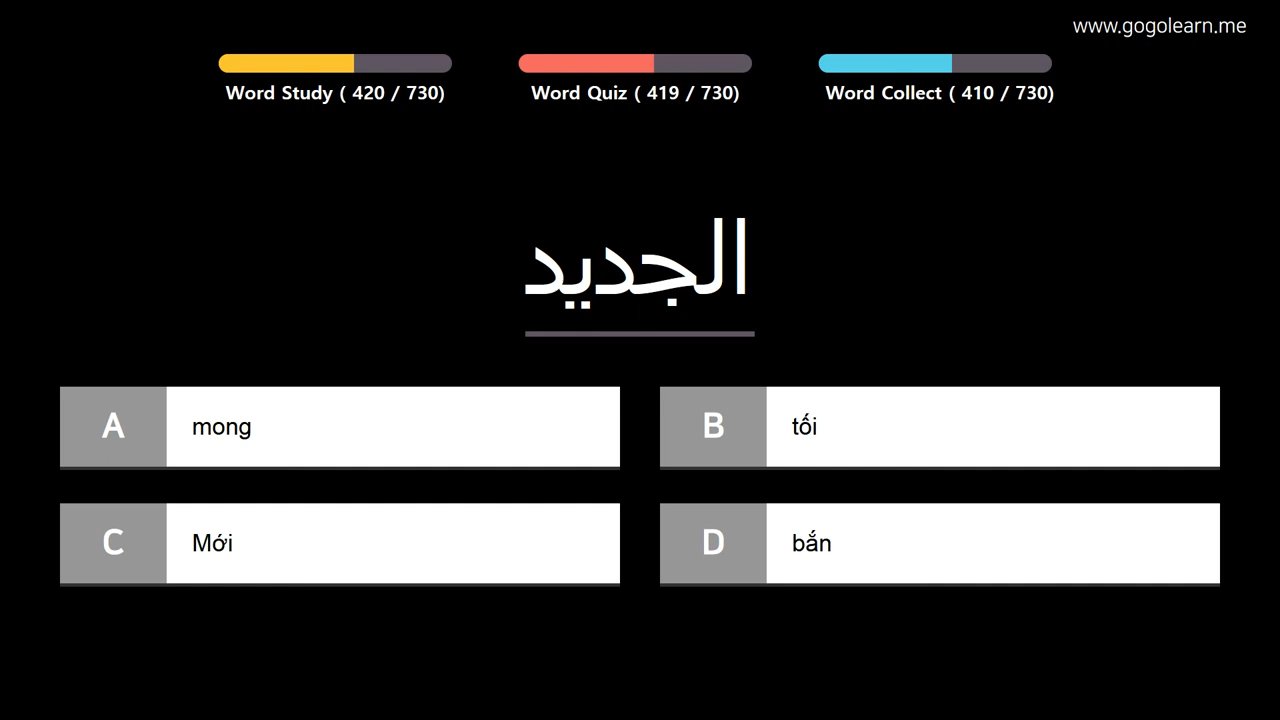 www.gogolearn.me
Word Study ( 420 / 730)
Word Quiz ( 419 / 730)
Word Collect ( 410 / 730)
الجديد
A mong
B tối
C Mới
D bắn